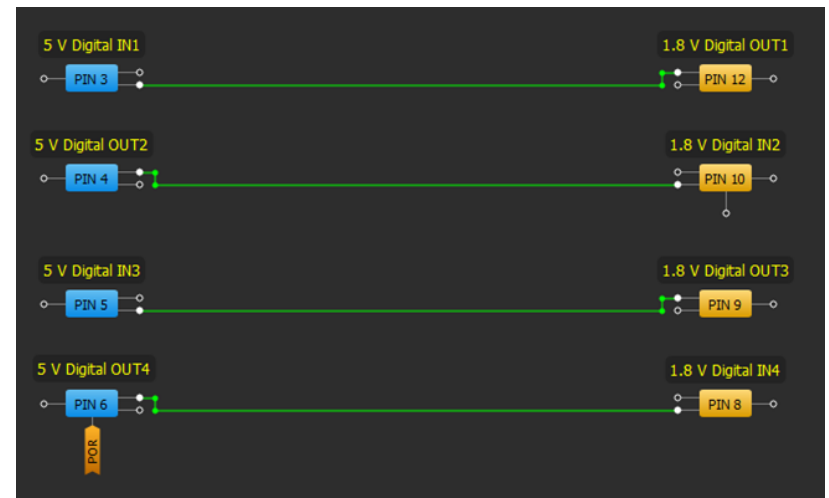 5 V Digital IN1
1.8 V Digital OUT1
PIN 3
PIN 12
5 V Digital OUT2
1.8 V Digital IN2
PIN 4
PIN 10
5 V Digital IN3
1.8 V Digital OUT3
PIN 5
PIN 9
5 V Digital OUT4
1.8 V Digital IN4
PIN 6
PIN 8
POR